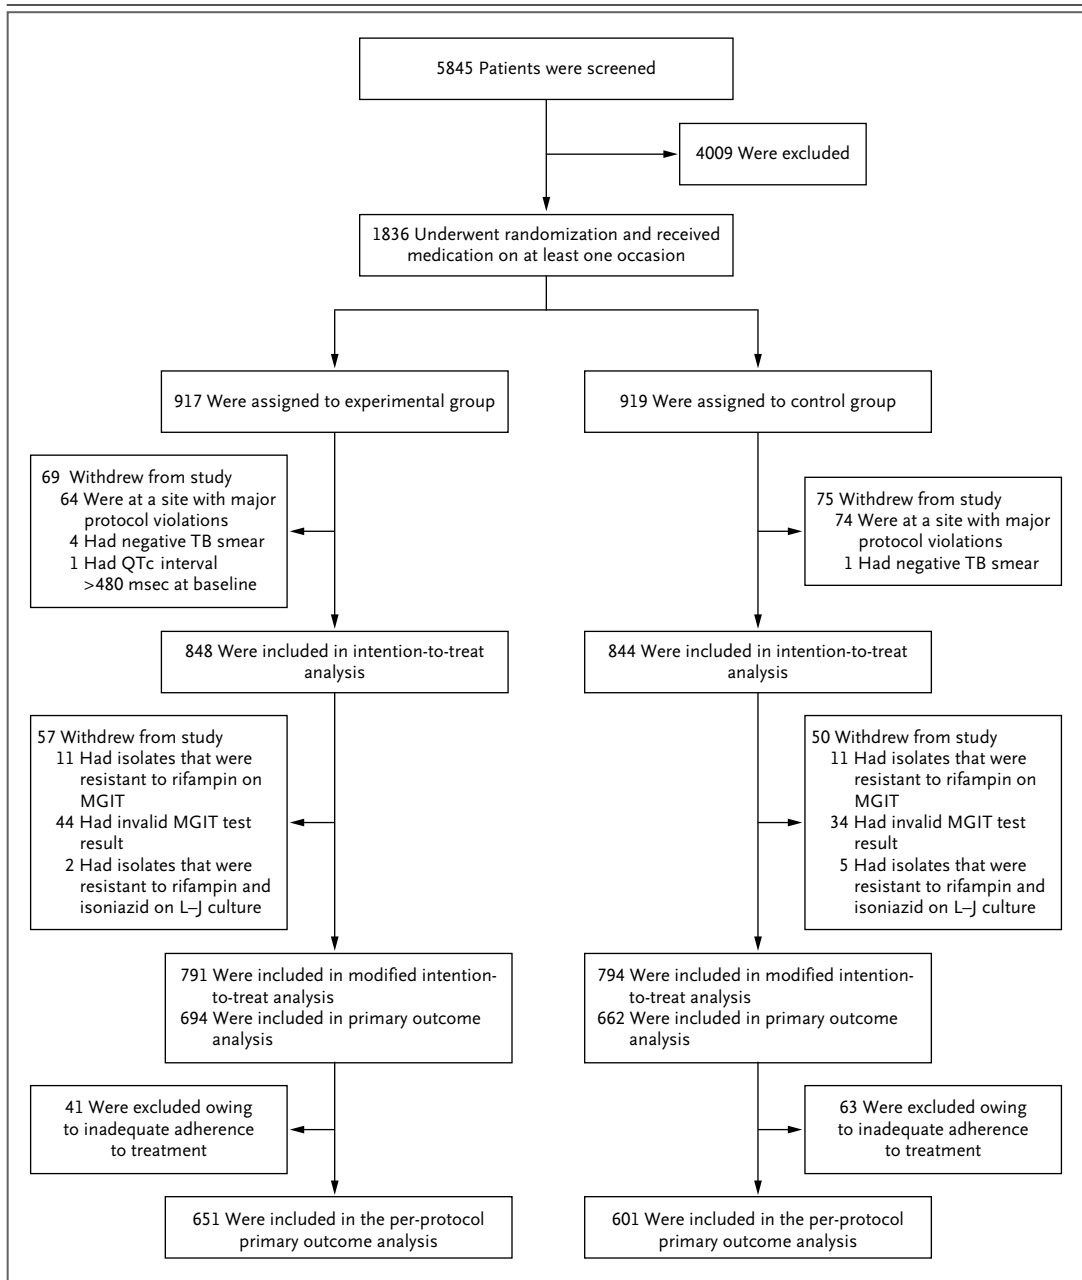 5845 Patients were screened
4009 Were excluded
1836 Underwent randomization and received
medication on at least one occasion
917 Were assigned to experimental group
919 Were assigned to control group
69 Withdrew from study
64 Were at a site with major
protocol violations
4 Had negative TB smear
1 Had QTc interval
>480 msec at baseline
75 Withdrew from study
74 Were at a site with major
protocol violations
1 Had negative TB smear
848 Were included in intention-to-treat
analysis
844 Were included in intention-to-treat
analysis
57 Withdrew from study
11 Had isolates that were
resistant to rifampin on
MGIT
44 Had invalid MGIT test
result
2 Had isolates that were
resistant to rifampin and
isoniazid on L–J culture
50 Withdrew from study
11 Had isolates that were
resistant to rifampin on
MGIT
34 Had invalid MGIT test
result
5 Had isolates that were
resistant to rifampin and
isoniazid on L–J culture
791 Were included in modified intention-
to-treat analysis
694 Were included in primary outcome
analysis
794 Were included in modified intention-
to-treat analysis
662 Were included in primary outcome
analysis
41 Were excluded owing
to inadequate adherence
to treatment
63 Were excluded owing
to inadequate adherence
to treatment
651 Were included in the per-protocol
primary outcome analysis
601 Were included in the per-protocol
primary outcome analysis